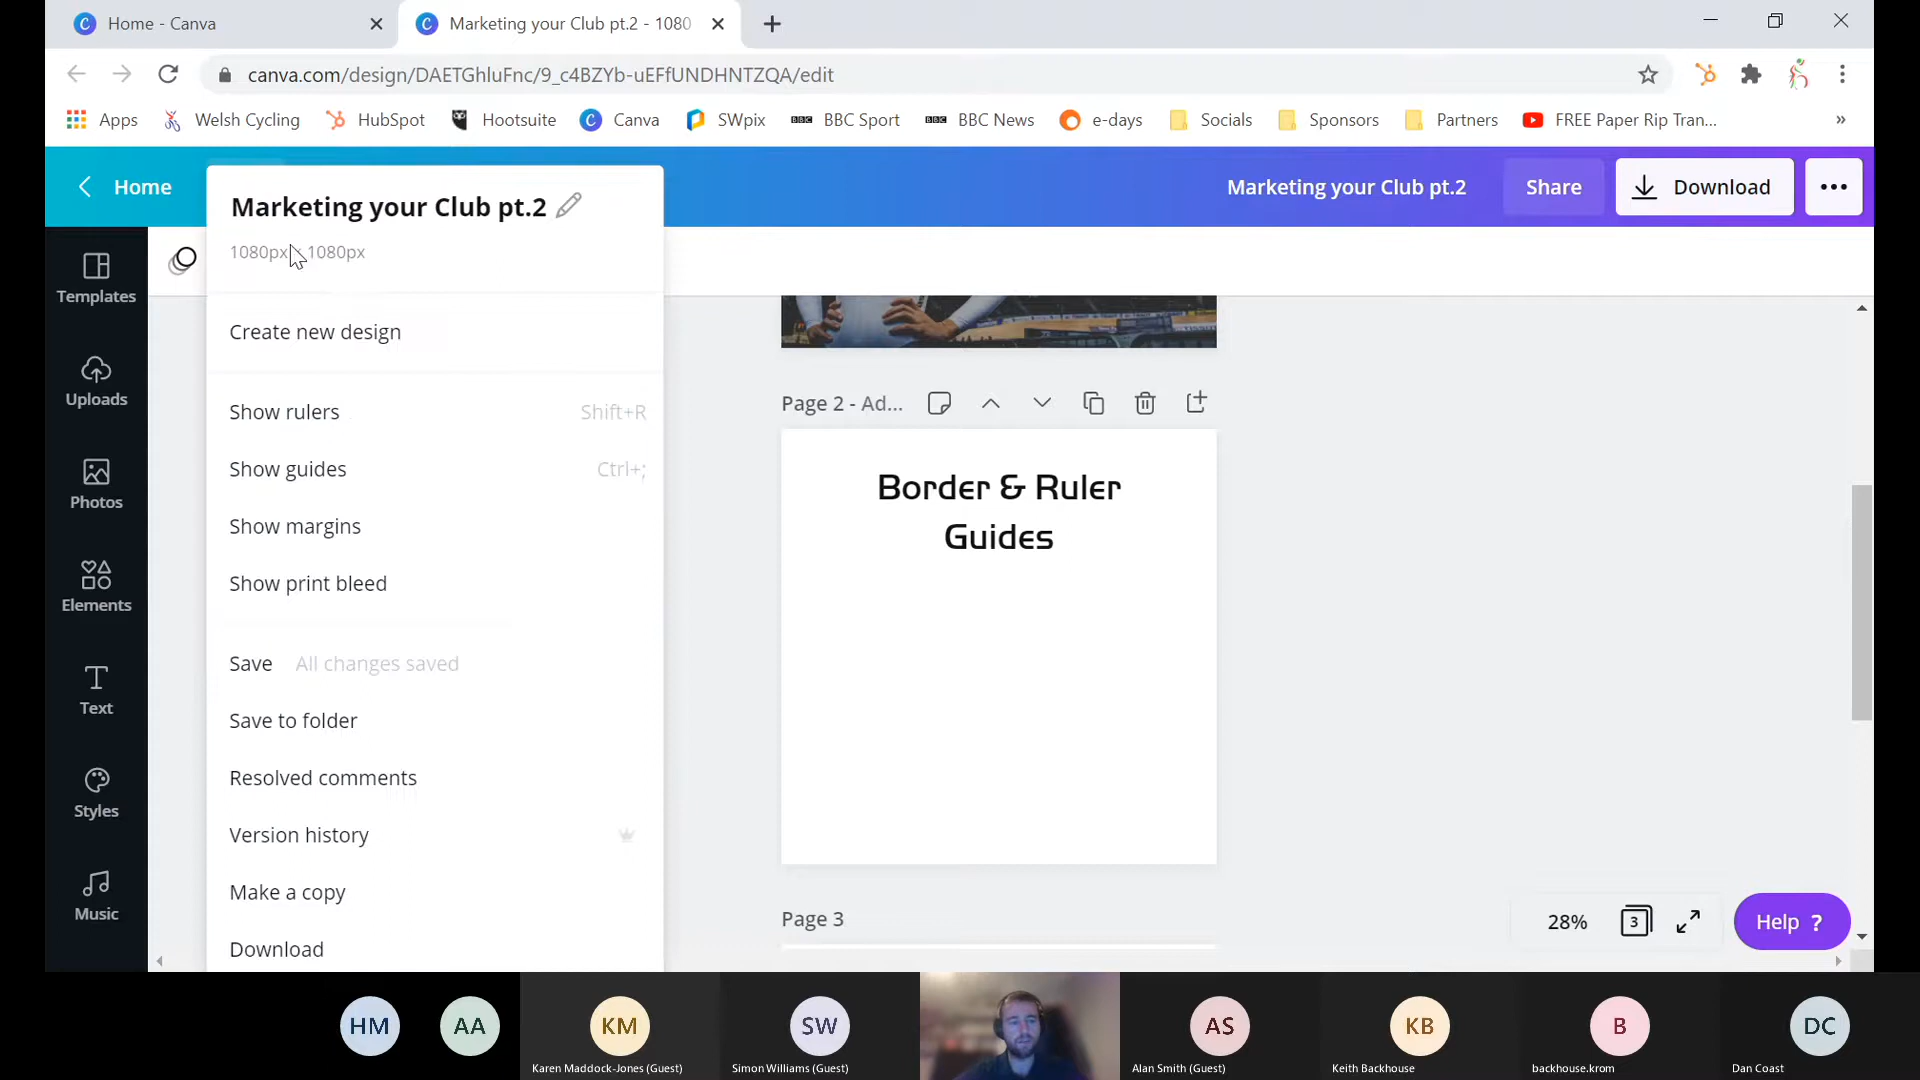 Home - Canva
Marketing your Club pt.2 - 1080
canva.com/design/DAETGhluFnc/9_c4BZYb-uEFfUNDHNTZQA/edit
Apps Welsh Cycling HubSpot Hootsuite Canva SWpix BBC BBC Sport BBC BBC News e-days Socials Sponsors Partners FREE Paper Rip Tran... »
Home
Marketing your Club pt.2
Share
Download
Marketing your Club pt.2
1080px 1080px
Create new design
Show rulers Shift+R
Show guides Ctrl+;
Show margins
Show print bleed
Save All changes saved
Save to folder
Resolved comments
Version history
Make a copy
Download
Templates
Uploads
Photos
Elements
Text
Styles
Music
Page 2 - Ad...
Border & Ruler
Guides
Page 3
28%
3
Help ?
HM
AA
KM
Karen Maddock-Jones (Guest)
SW
Simon Williams (Guest)
AS
Alan Smith (Guest)
KB
Keith Backhouse
B
backhouse.krom
DC
Dan Coast